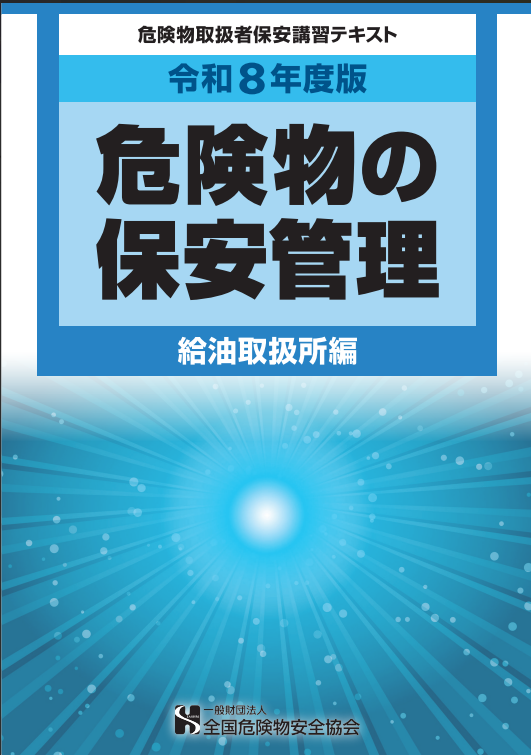 危険物取扱者保安講習テキスト
令和8年度版
危険物の
保安管理
給油取扱所編
一般財団法人
全国危険物安全協会